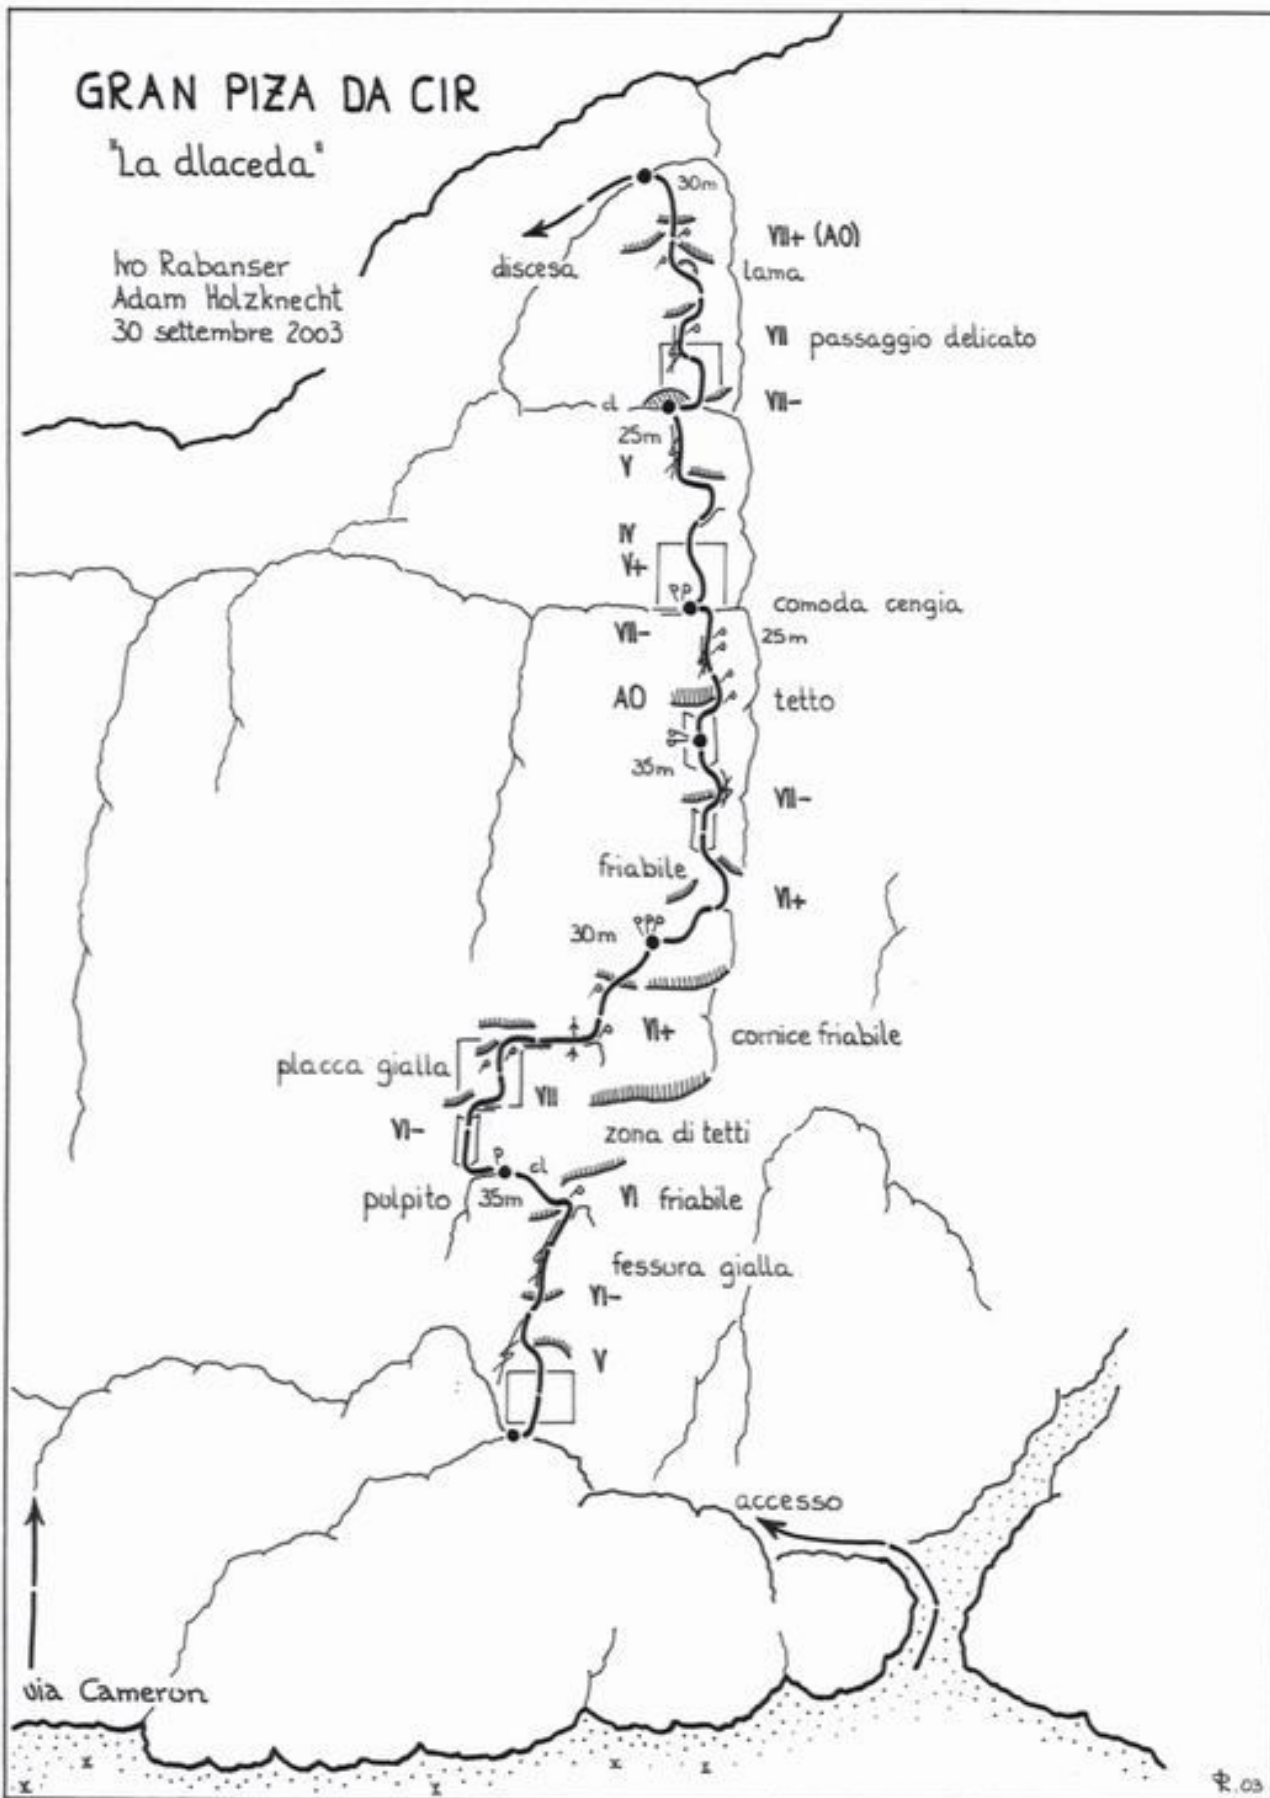 GRAN PIZA DA CIR
"La dlaceda"
Ivo Rabanser
Adam Holzknecht
30 settembre 2003
30m
VII+ (A0)
discesa
lama
VII passaggio delicato
VII-
cl
25m
V
IV
V+
PP
comoda cengia
VII-
25m
A0
tetto
35m
VII-
friabile
VI+
PPP
30m
VI+
cornice friabile
placca gialla
VII
VI-
zona di tetti
P
cl
pulpito
35m
VI friabile
fessura gialla
VI-
V
accesso
via Cameron
.03